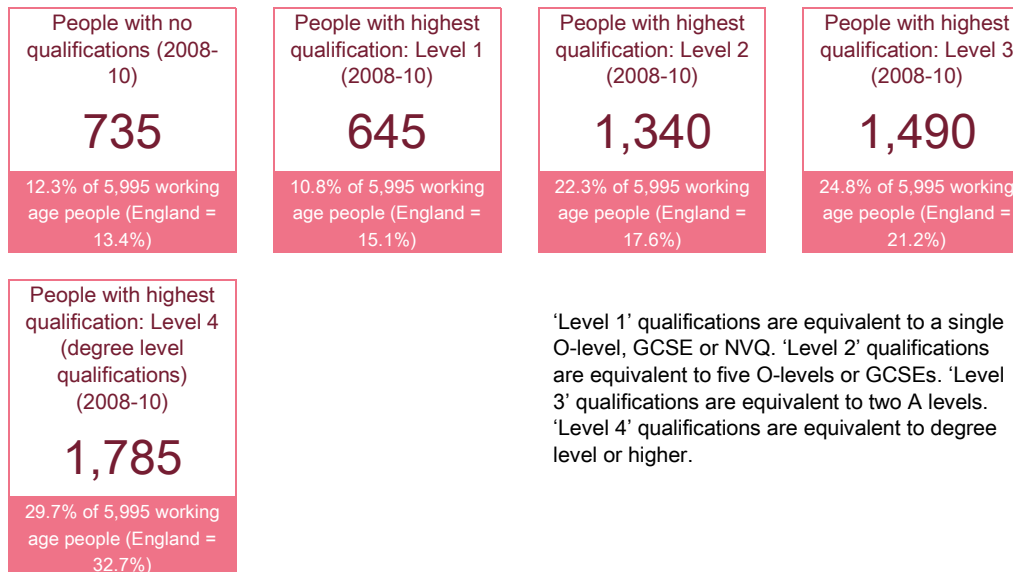 People with no
qualifications (2008-
10)
735
12.3% of 5,995 working
age people (England =
13.4%)
People with highest
qualification: Level 1
(2008-10)
645
10.8% of 5,995 working
age people (England =
15.1%)
People with highest
qualification: Level 2
(2008-10)
1,340
22.3% of 5,995 working
age people (England =
17.6%)
People with highest
qualification: Level 3
(2008-10)
1,490
24.8% of 5,995 working
age people (England =
21.2%)
People with highest
qualification: Level 4
(degree level
qualifications)
(2008-10)
1,785
29.7% of 5,995 working
age people (England =
32.7%)
‘Level 1’ qualifications are equivalent to a single
O-level, GCSE or NVQ. ‘Level 2’ qualifications
are equivalent to five O-levels or GCSEs. ‘Level
3’ qualifications are equivalent to two A levels.
‘Level 4’ qualifications are equivalent to degree
level or higher.